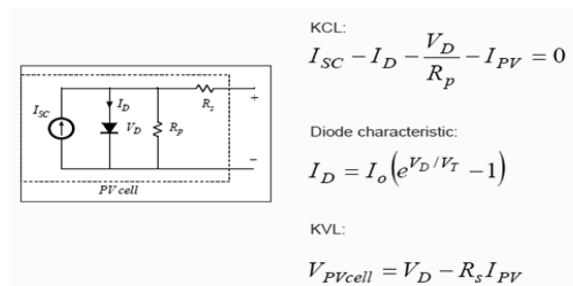 KCL:
I_SC − I_D − V_D/R_p − I_PV = 0
Diode characteristic:
I_D = I_o(e^{V_D/V_T} − 1)
KVL:
V_PVcell = V_D − R_s I_PV
I_SC
I_D
V_D
R_p
R_s
+
−
PV cell